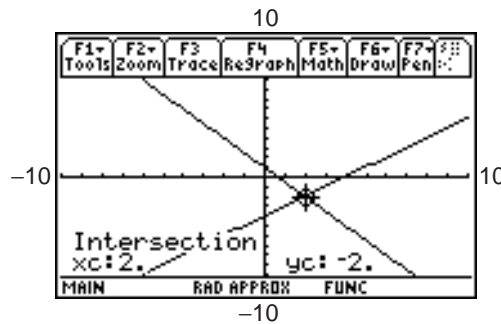 10
F1▾ F2▾ F3 F4 F5▾ F6▾ F7▾
Tools Zoom Trace ReGraph Math Draw Pen
−10 10
Intersection
xc:2. yc:-2.
MAIN RAD APPROX FUNC
−10